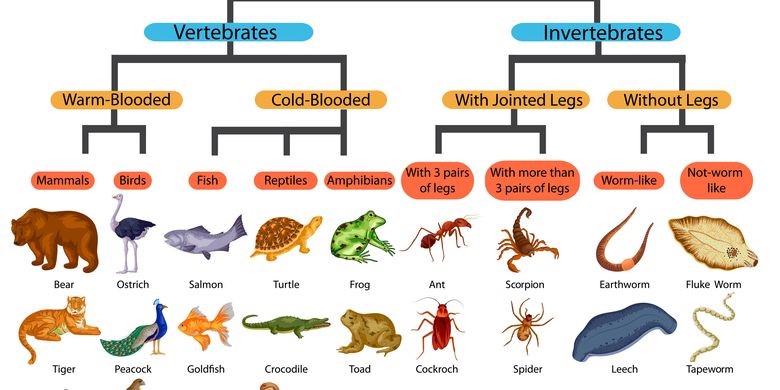 Vertebrates
Invertebrates
Warm-Blooded
Cold-Blooded
With Jointed Legs
Without Legs
Mammals
Birds
Fish
Reptiles
Amphibians
With 3 pairs
of legs
With more than
3 pairs of legs
Worm-like
Not-worm
like
Bear
Ostrich
Salmon
Turtle
Frog
Ant
Scorpion
Earthworm
Fluke Worm
Tiger
Peacock
Goldfish
Crocodile
Toad
Cockroch
Spider
Leech
Tapeworm